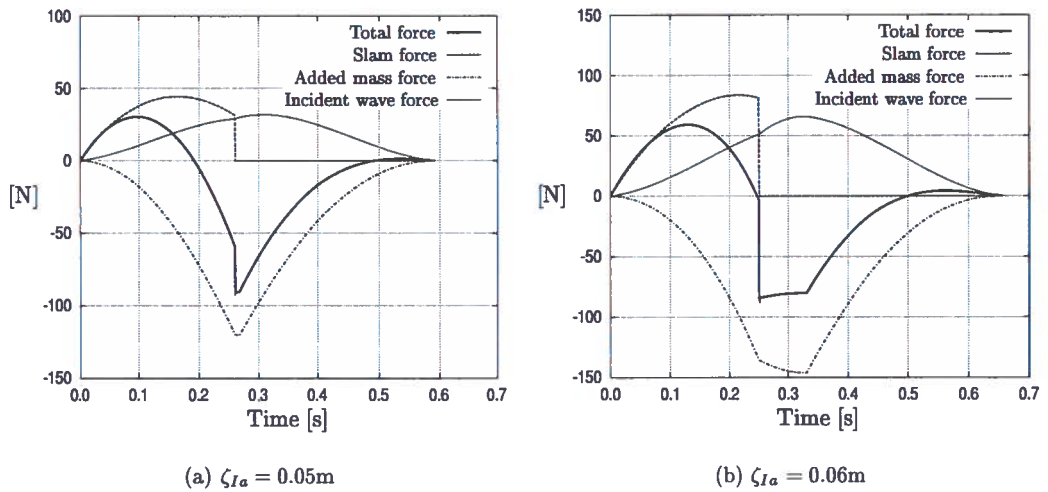 100
50
0
-50
-100
-150
[N]
0.0 0.1 0.2 0.3 0.4 0.5 0.6 0.7
Time [s]
Total force
Slam force
Added mass force
Incident wave force
(a) ζIa = 0.05m
150
100
50
0
-50
-100
-150
[N]
0.0 0.1 0.2 0.3 0.4 0.5 0.6 0.7
Time [s]
Total force
Slam force
Added mass force
Incident wave force
(b) ζIa = 0.06m